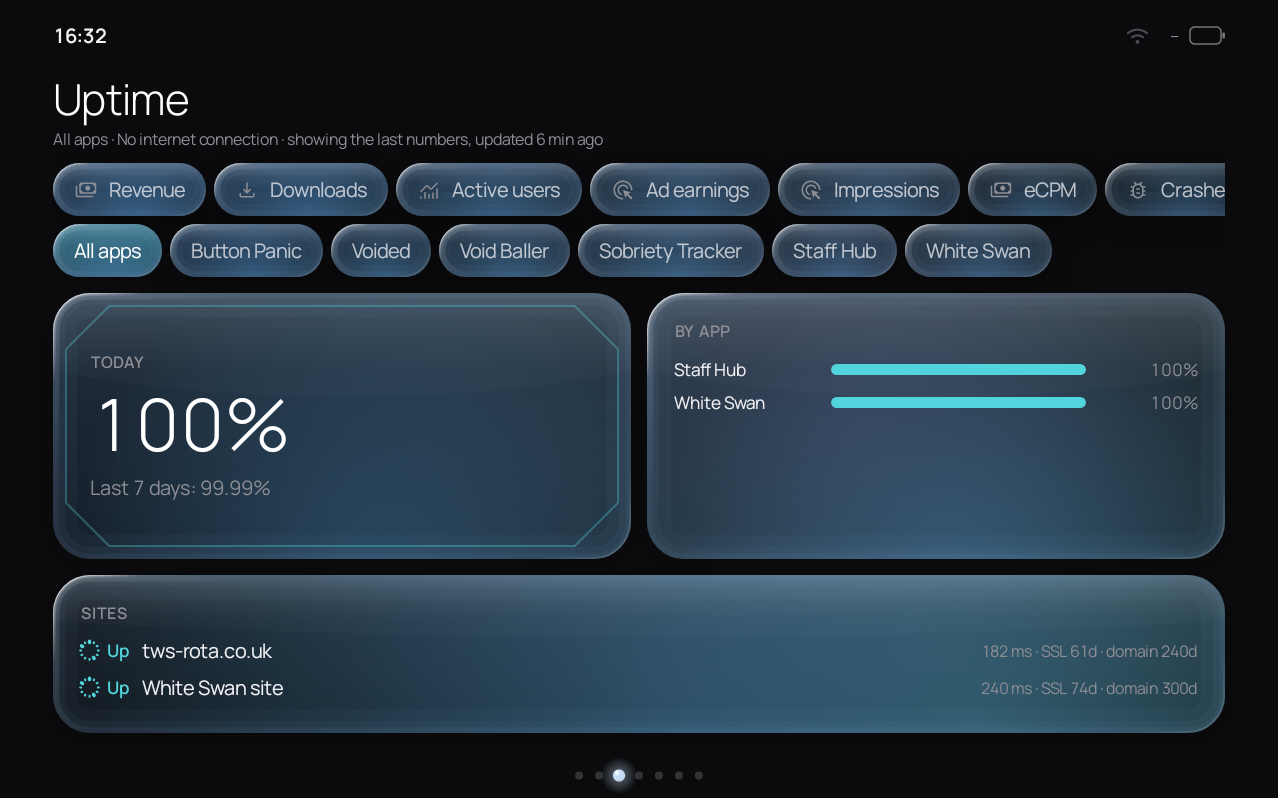 16:32
–
Uptime
All apps · No internet connection · showing the last numbers, updated 6 min ago
Revenue Downloads Active users Ad earnings Impressions eCPM Crashe
All apps Button Panic Voided Void Baller Sobriety Tracker Staff Hub White Swan
TODAY
100%
Last 7 days: 99.99%
BY APP
Staff Hub 100%
White Swan 100%
SITES
Up tws-rota.co.uk 182 ms · SSL 61d · domain 240d
Up White Swan site 240 ms · SSL 74d · domain 300d